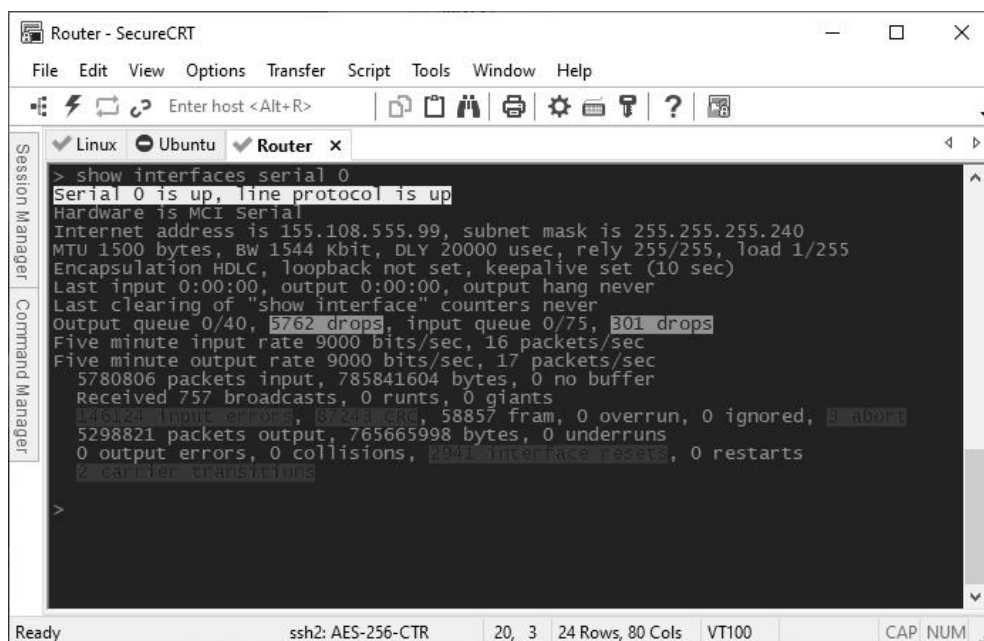 Router - SecureCRT
File Edit View Options Transfer Script Tools Window Help
Enter host <Alt+R>
Session Manager
Command Manager
Linux Ubuntu Router
> show interfaces serial 0
Serial 0 is up, line protocol is up
Hardware is MCI Serial
Internet address is 155.108.555.99, subnet mask is 255.255.255.240
MTU 1500 bytes, BW 1544 Kbit, DLY 20000 usec, rely 255/255, load 1/255
Encapsulation HDLC, loopback not set, keepalive set (10 sec)
Last input 0:00:00, output 0:00:00, output hang never
Last clearing of "show interface" counters never
Output queue 0/40, 5762 drops, input queue 0/75, 301 drops
Five minute input rate 9000 bits/sec, 16 packets/sec
Five minute output rate 9000 bits/sec, 17 packets/sec
5780806 packets input, 785841604 bytes, 0 no buffer
Received 757 broadcasts, 0 runts, 0 giants
146124 input errors, 87243 CRC, 58857 fram, 0 overrun, 0 ignored, 3 abort
5298821 packets output, 765665998 bytes, 0 underruns
0 output errors, 0 collisions, 2941 interface resets, 0 restarts
2 carrier transitions
>
Ready ssh2: AES-256-CTR 20, 3 24 Rows, 80 Cols VT100 CAP NUM